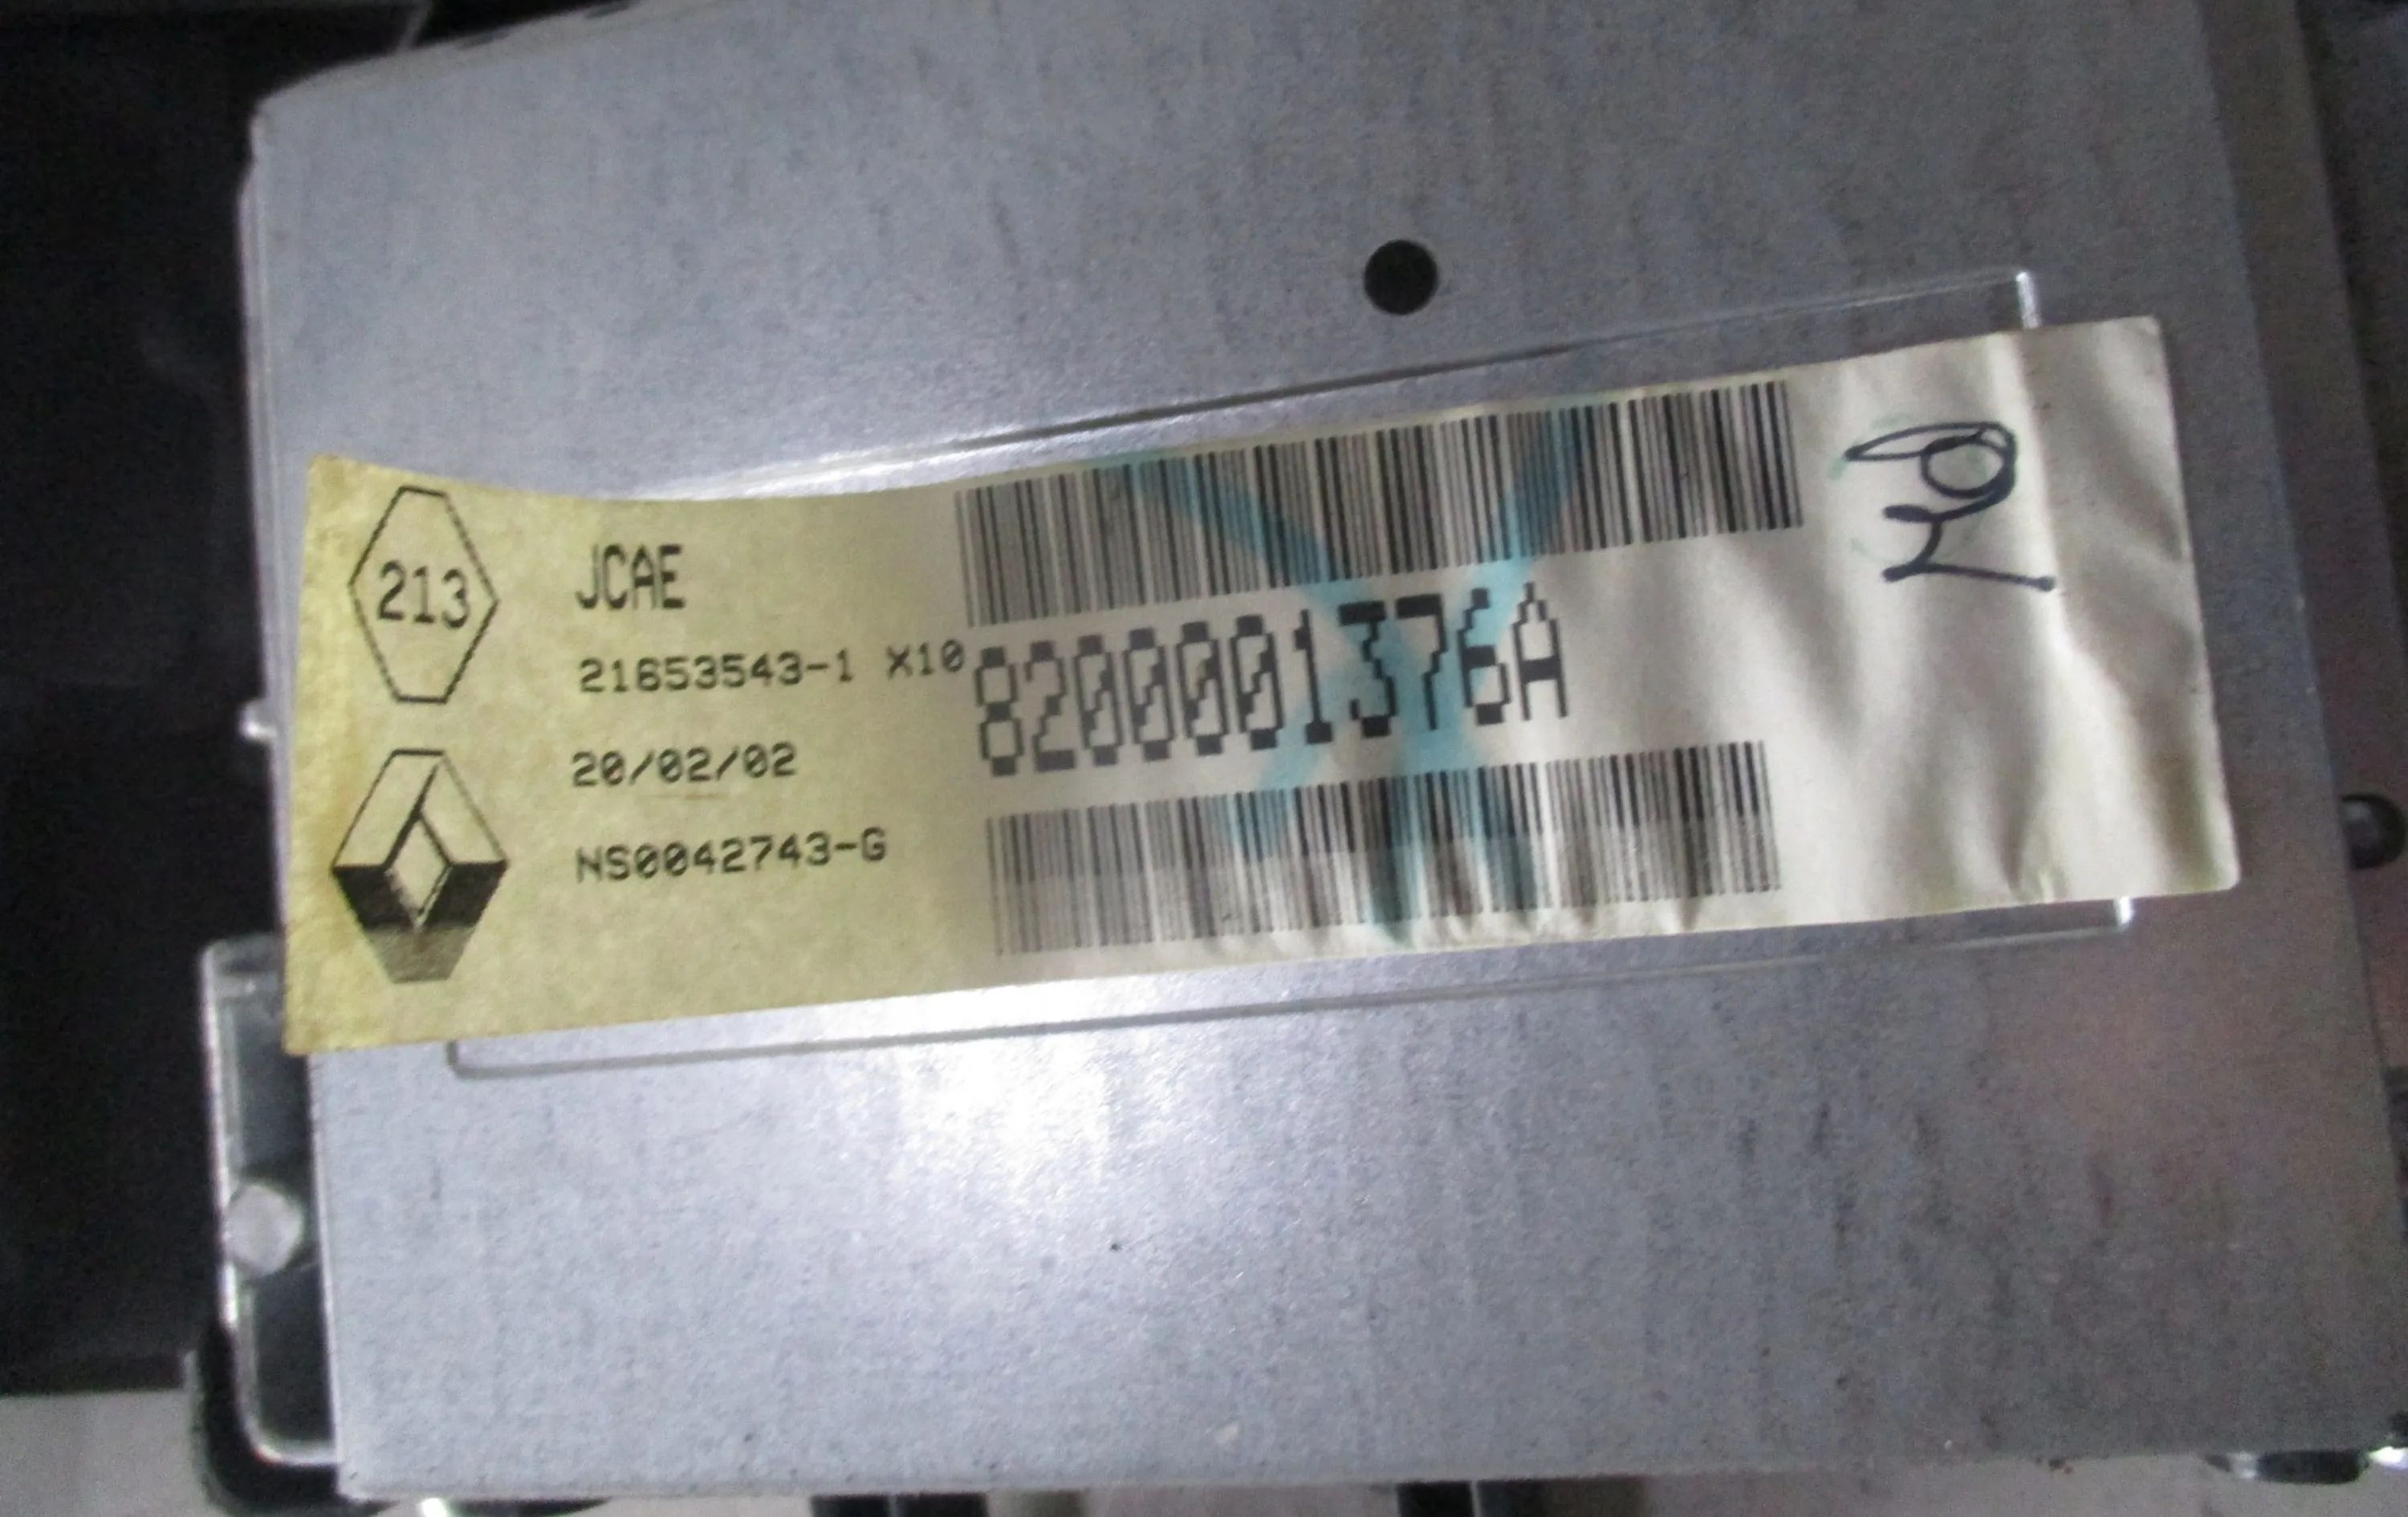 213
JCAE
21653543-1 X10
20/02/02
NS0042743-G
8200001376A